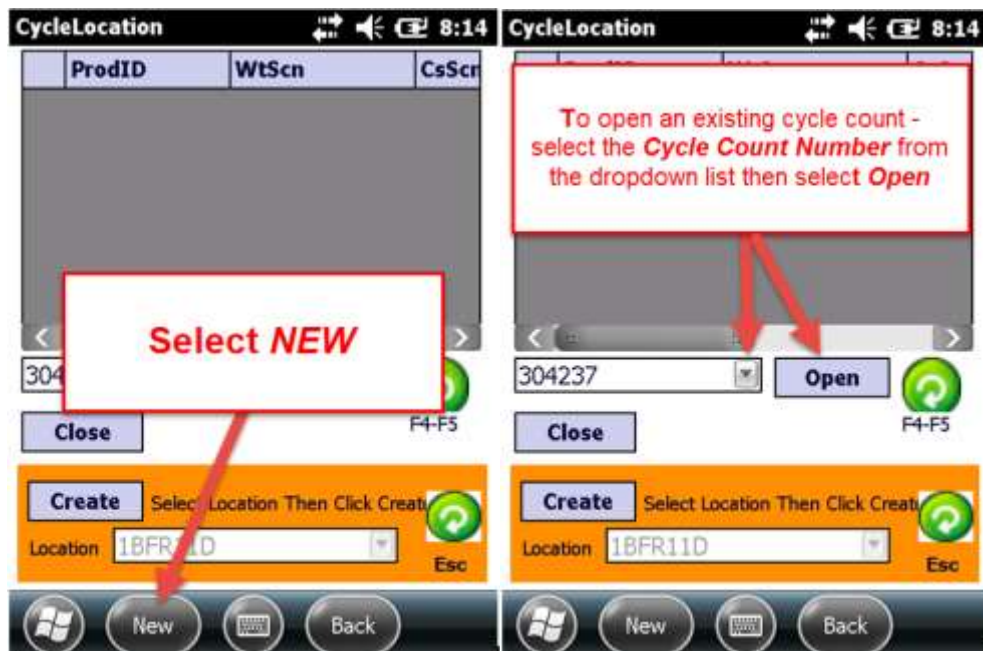 CycleLocation 8:14
ProdID WtScn CsScn
Select NEW
304
F4-F5
Close
Create Select Location Then Click Creat
Location 1BFR11D
Esc
New Back
CycleLocation 8:14
To open an existing cycle count -
select the Cycle Count Number from
the dropdown list then select Open
304237 Open
F4-F5
Close
Create Select Location Then Click Creat
Location 1BFR11D
Esc
New Back